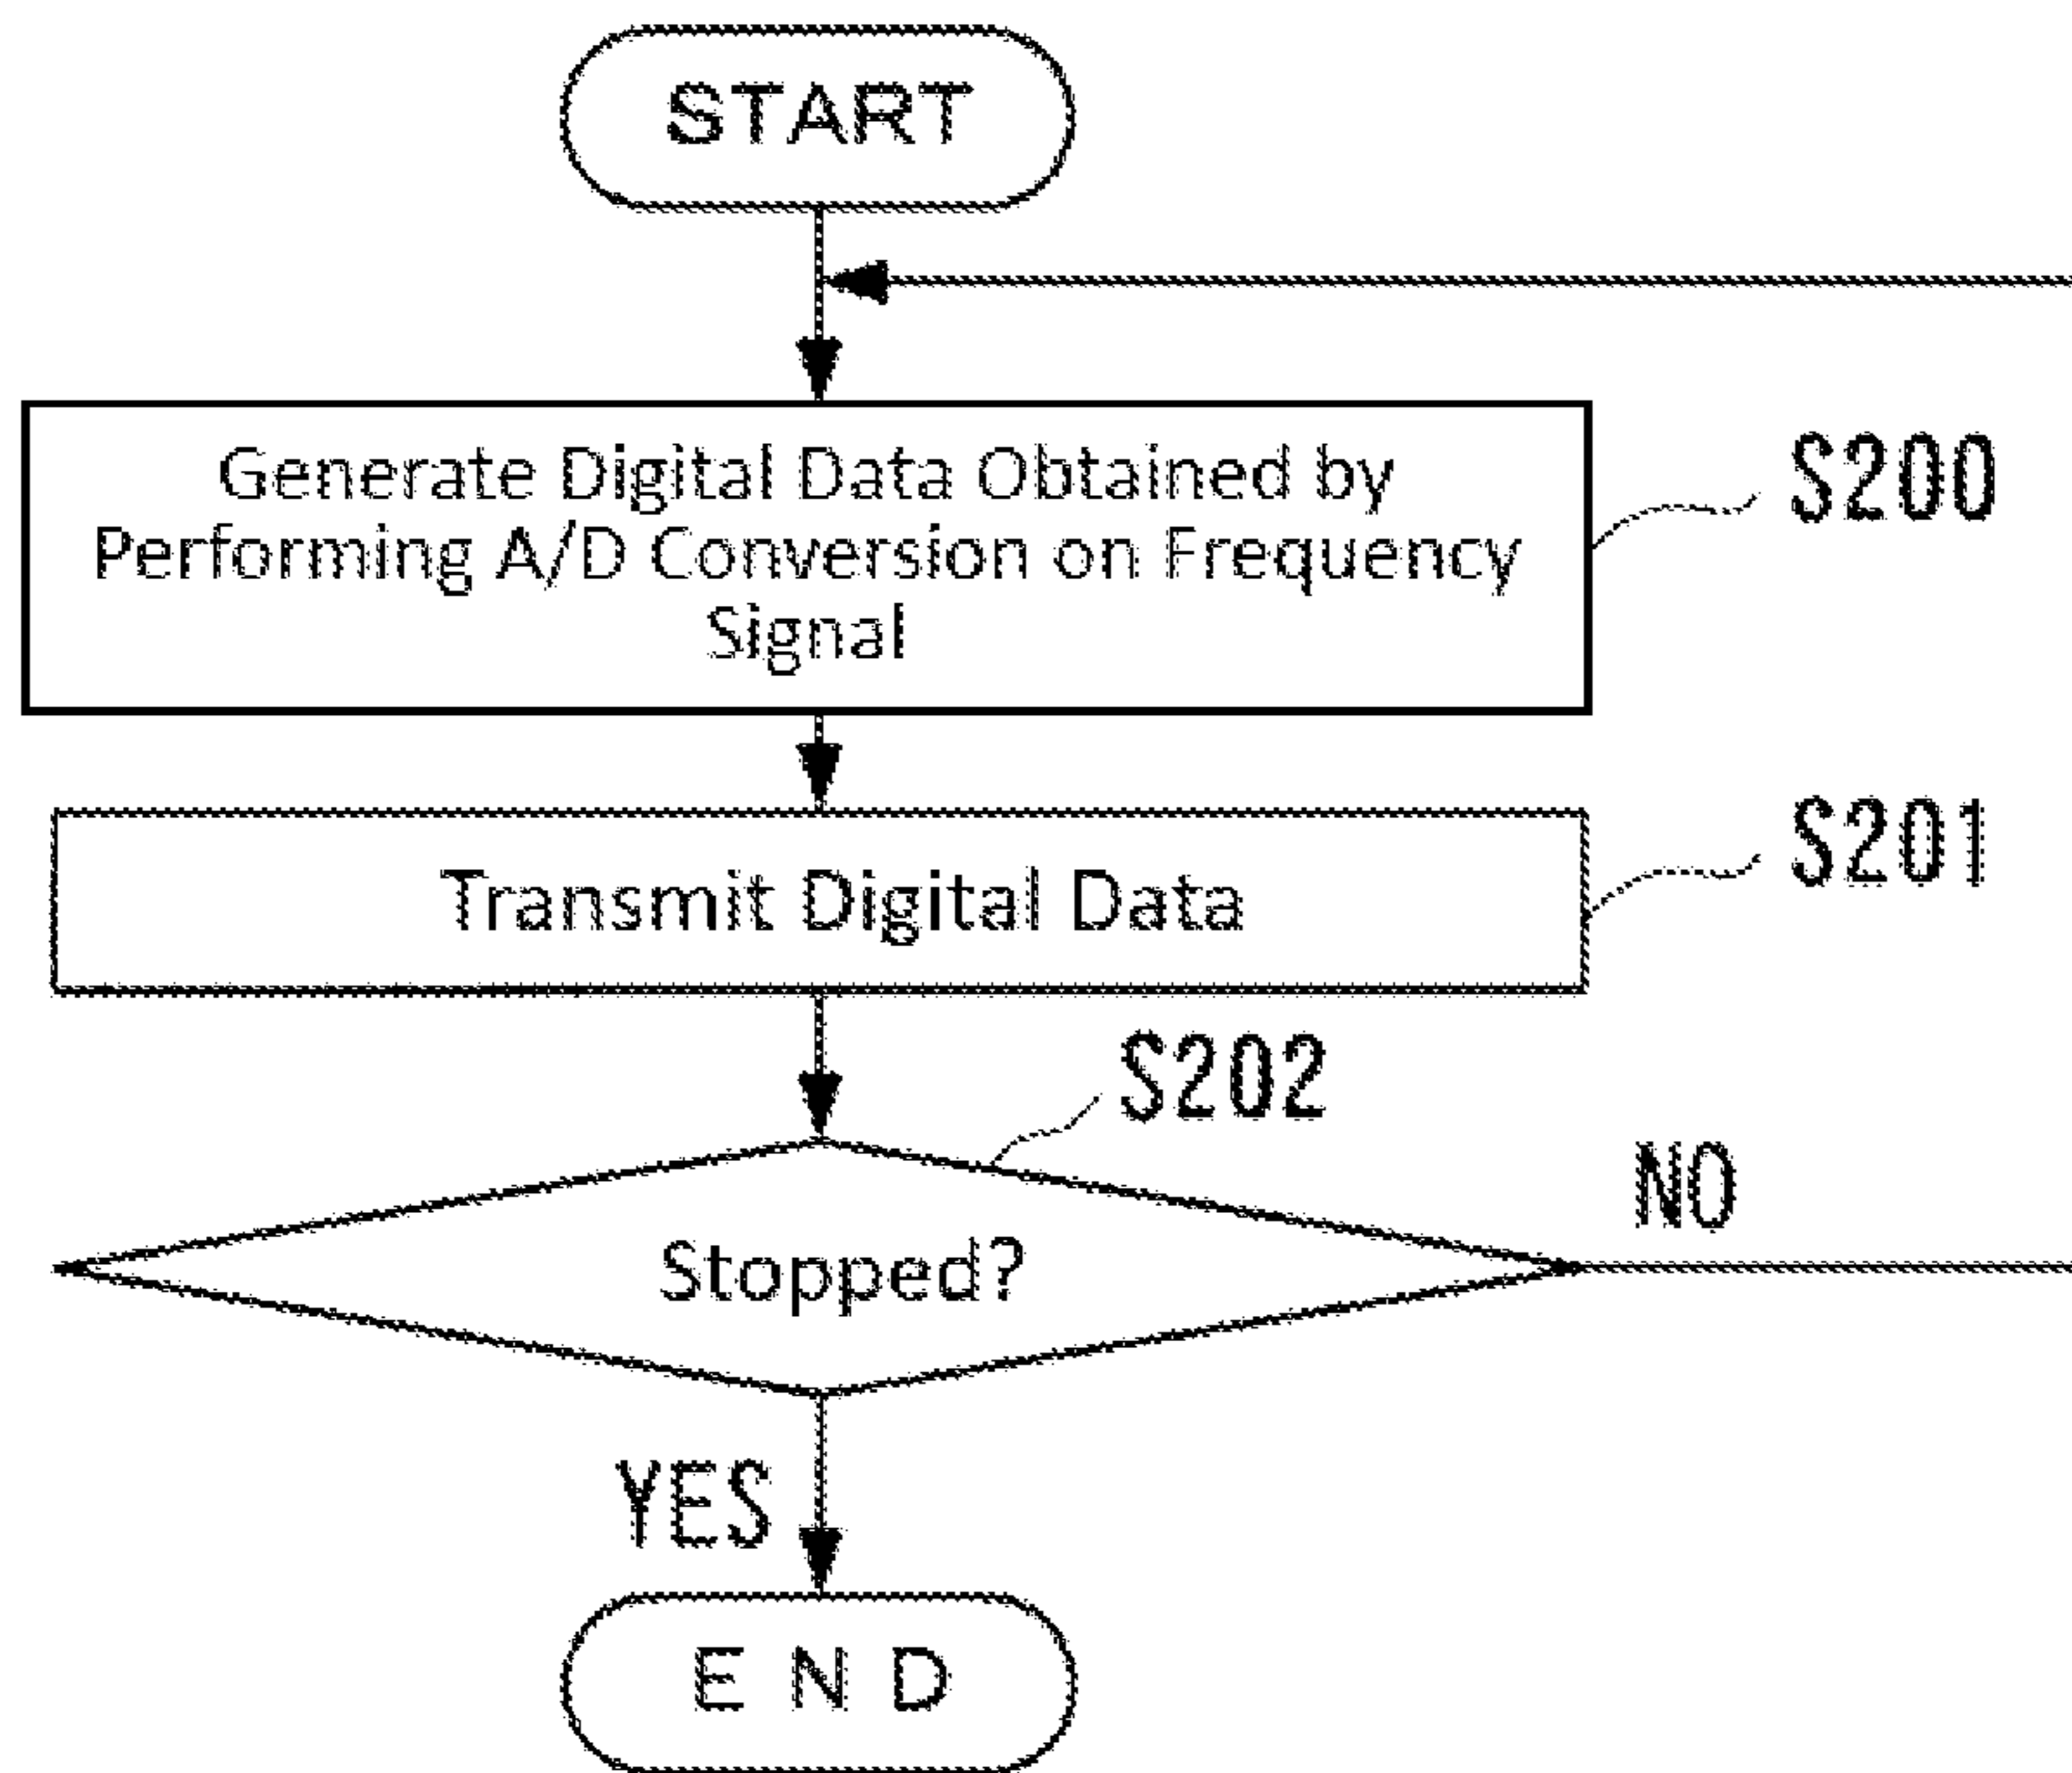 START
Generate Digital Data Obtained by
Performing A/D Conversion on Frequency
Signal
S200
Transmit Digital Data
S201
S202
Stopped?
NO
YES
END